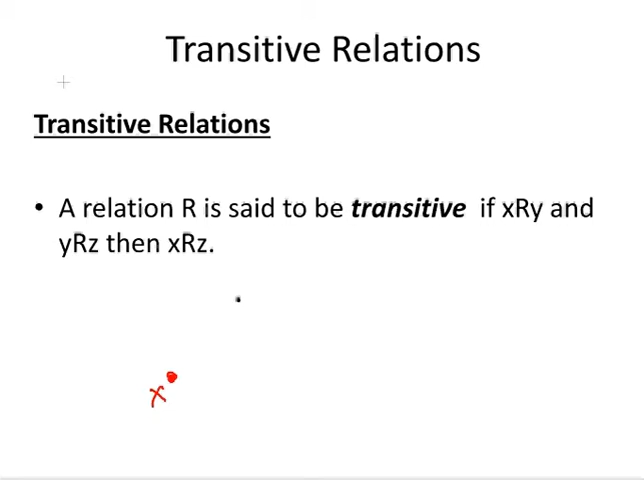 Transitive Relations
Transitive Relations
• A relation R is said to be transitive if xRy and
yRz then xRz.
x